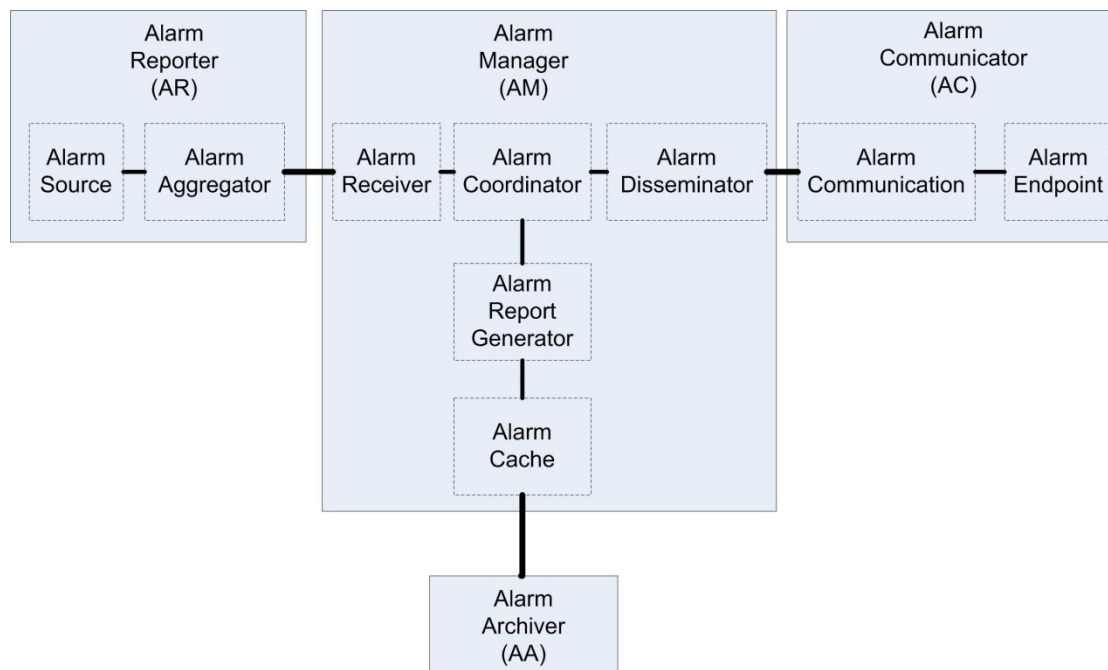 Alarm
Reporter
(AR)
Alarm
Manager
(AM)
Alarm
Communicator
(AC)
Alarm
Source
Alarm
Aggregator
Alarm
Receiver
Alarm
Coordinator
Alarm
Disseminator
Alarm
Communication
Alarm
Endpoint
Alarm
Report
Generator
Alarm
Cache
Alarm
Archiver
(AA)